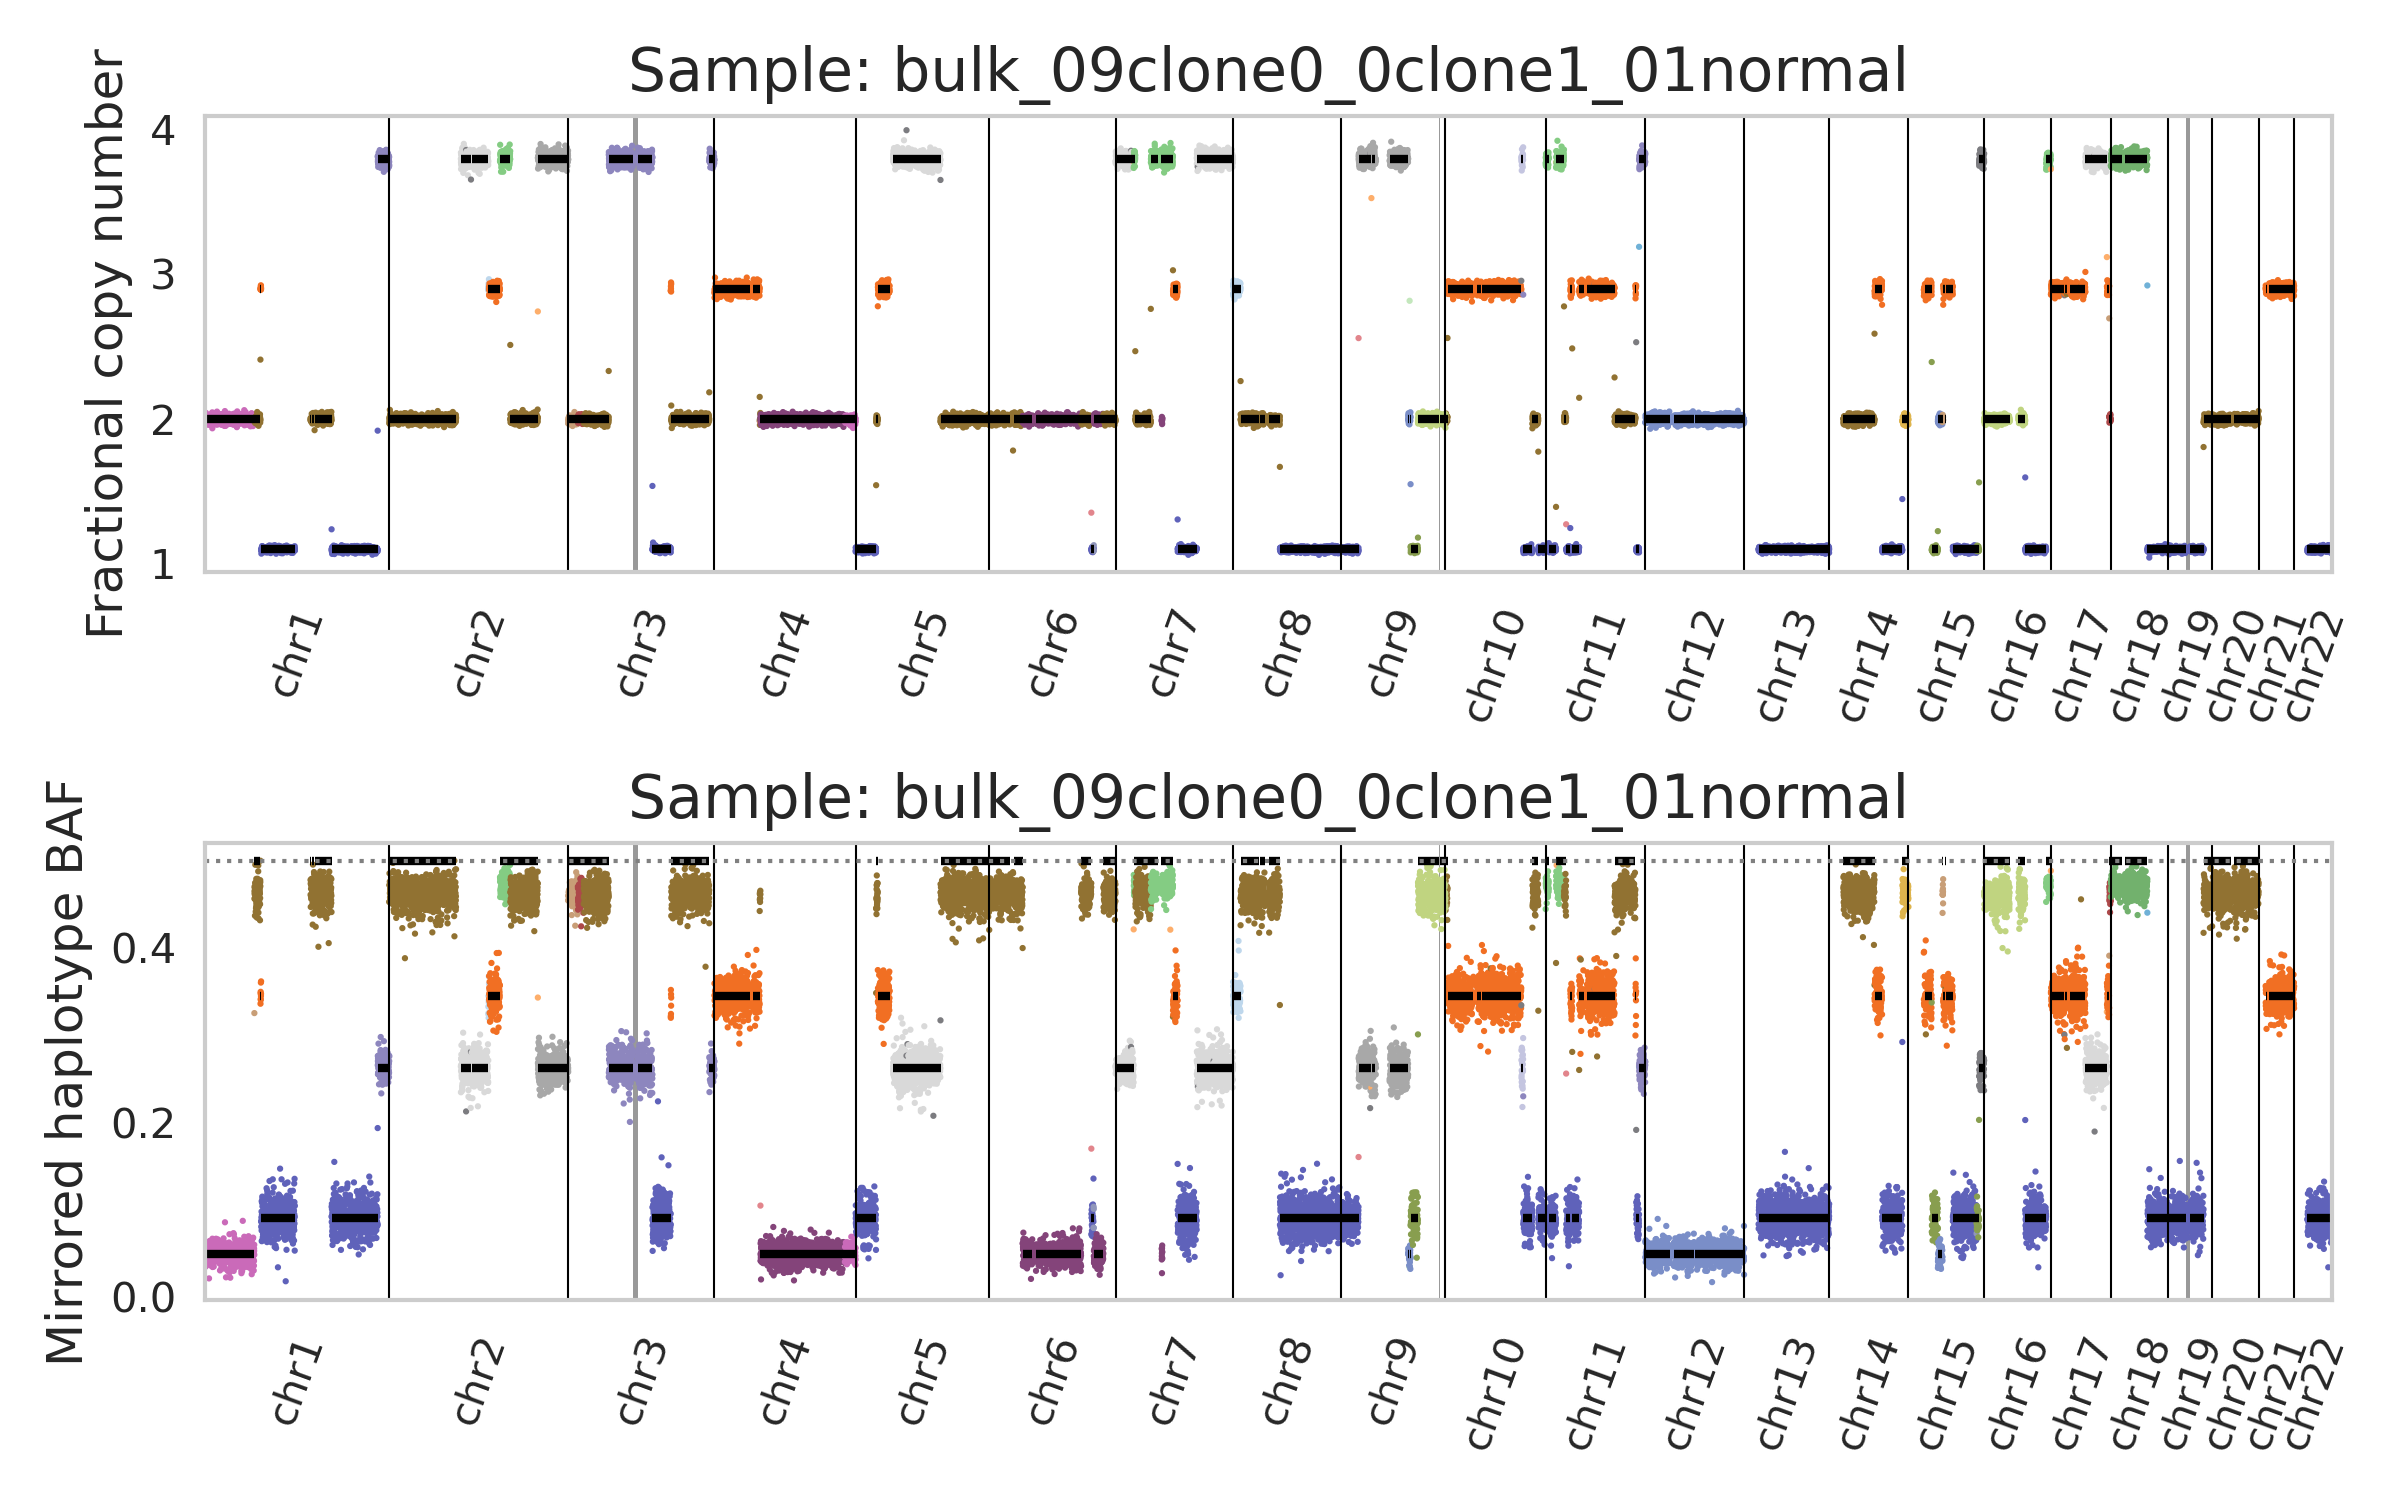 Sample: bulk_09clone0_0clone1_01normal
Fractional copy number
4
3
2
1
chr1
chr2
chr3
chr4
chr5
chr6
chr7
chr8
chr9
chr10
chr11
chr12
chr13
chr14
chr15
chr16
chr17
chr18
chr19
chr20
chr21
chr22
Sample: bulk_09clone0_0clone1_01normal
Mirrored haplotype BAF
0.4
0.2
0.0
chr1
chr2
chr3
chr4
chr5
chr6
chr7
chr8
chr9
chr10
chr11
chr12
chr13
chr14
chr15
chr16
chr17
chr18
chr19
chr20
chr21
chr22